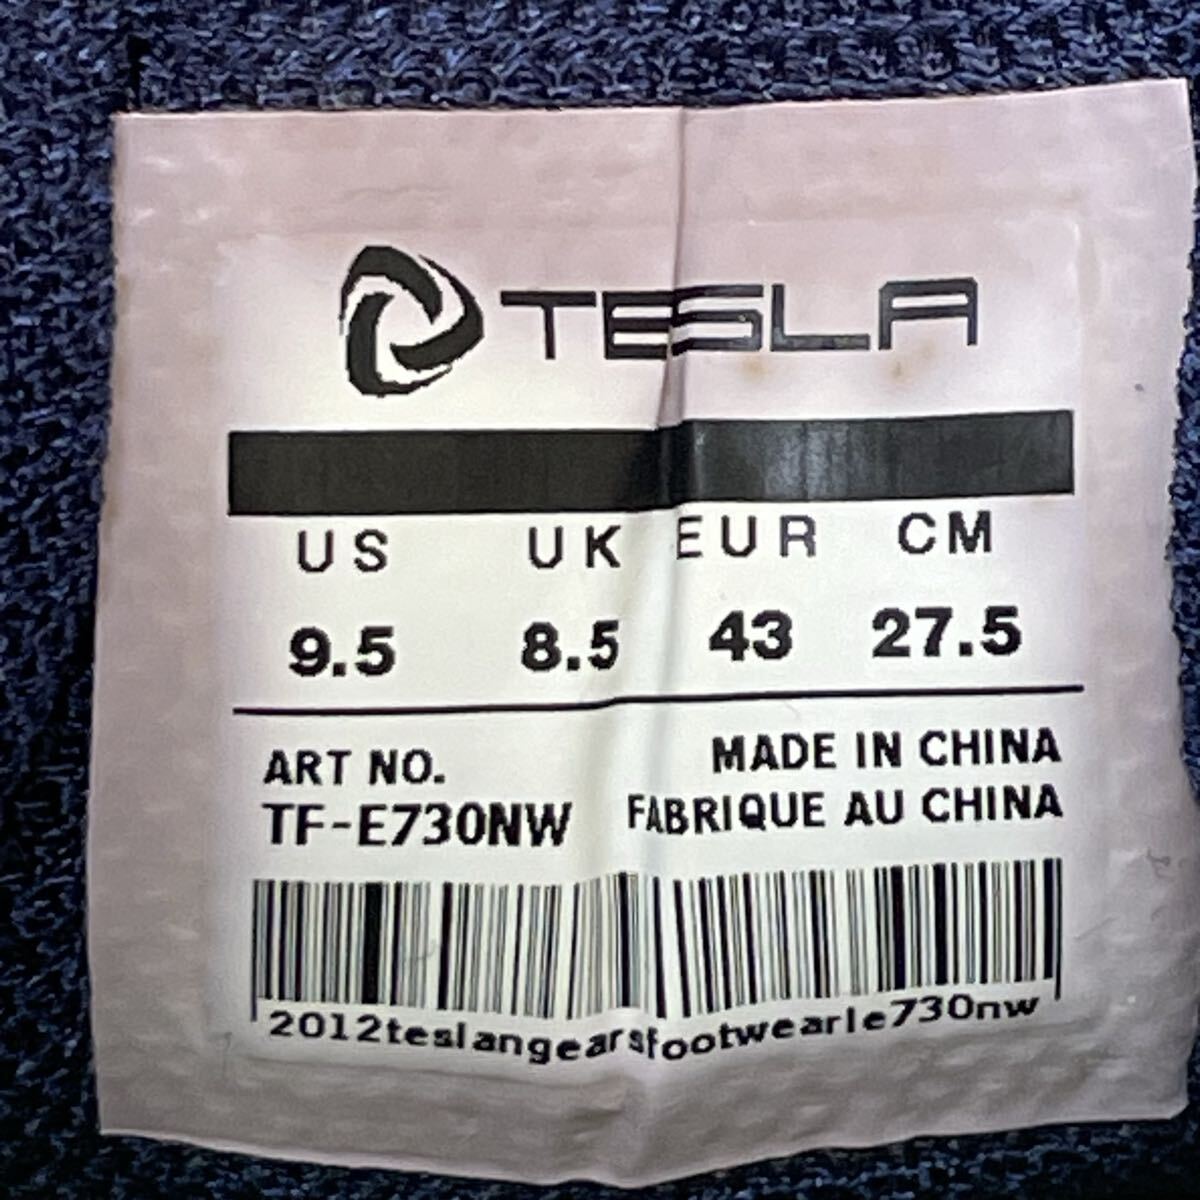 TESLA
US UK EUR CM
9.5 8.5 43 27.5
ART NO.
TF-E730NW
MADE IN CHINA
FABRIQUE AU CHINA
2012teslangearsfootwearle730nw